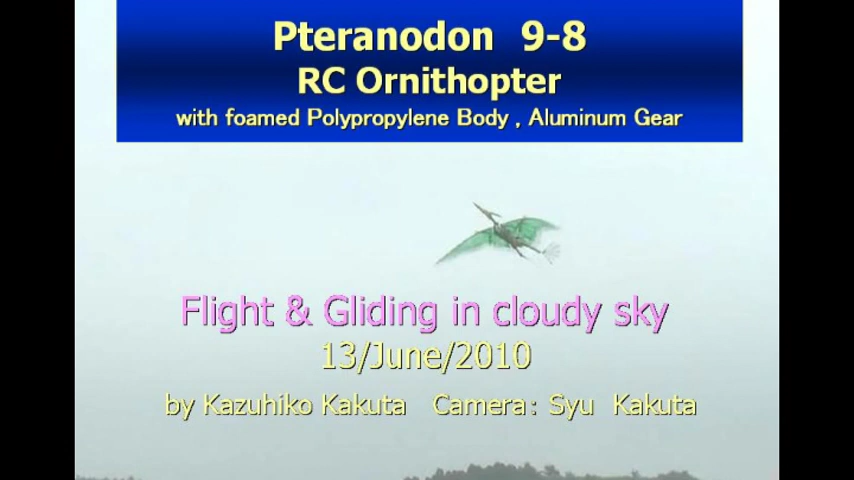 Pteranodon 9-8
RC Ornithopter
with foamed Polypropylene Body , Aluminum Gear
Flight & Gliding in cloudy sky
13/June/2010
by Kazuhiko Kakuta Camera: Syu Kakuta